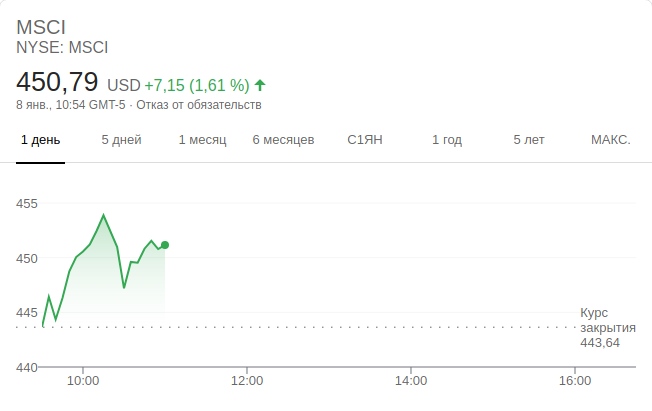 MSCI
NYSE: MSCI
450,79 USD +7,15 (1,61 %)
8 янв., 10:54 GMT-5 · Отказ от обязательств
1 день 5 дней 1 месяц 6 месяцев С1ЯН 1 год 5 лет МАКС.
455
450
445
440
Курс
закрытия
443,64
10:00 12:00 14:00 16:00